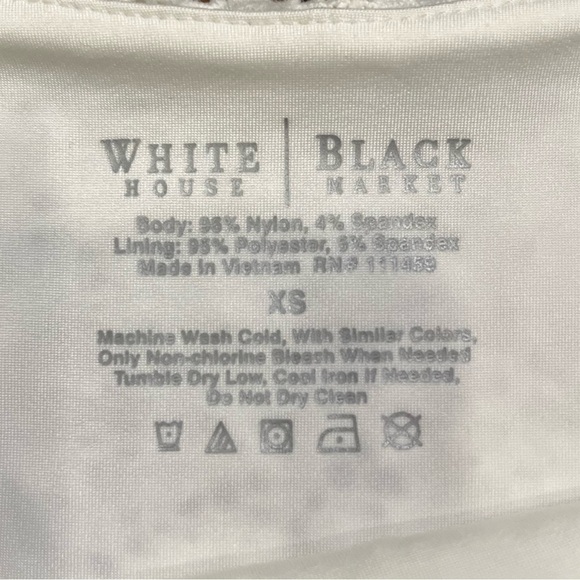 WHITE HOUSE | BLACK MARKET
Body: 96% Nylon, 4% Spandex
Lining: 95% Polyester, 5% Spandex
Made in Vietnam RN# 111459
XS
Machine Wash Cold, With Similar Colors,
Only Non-chlorine Bleach When Needed
Tumble Dry Low, Cool Iron If Needed,
Do Not Dry Clean